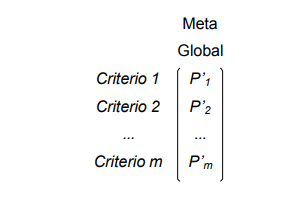 Meta
Global
Criterio 1 P'1
Criterio 2 P'2
... ...
Criterio m P'm